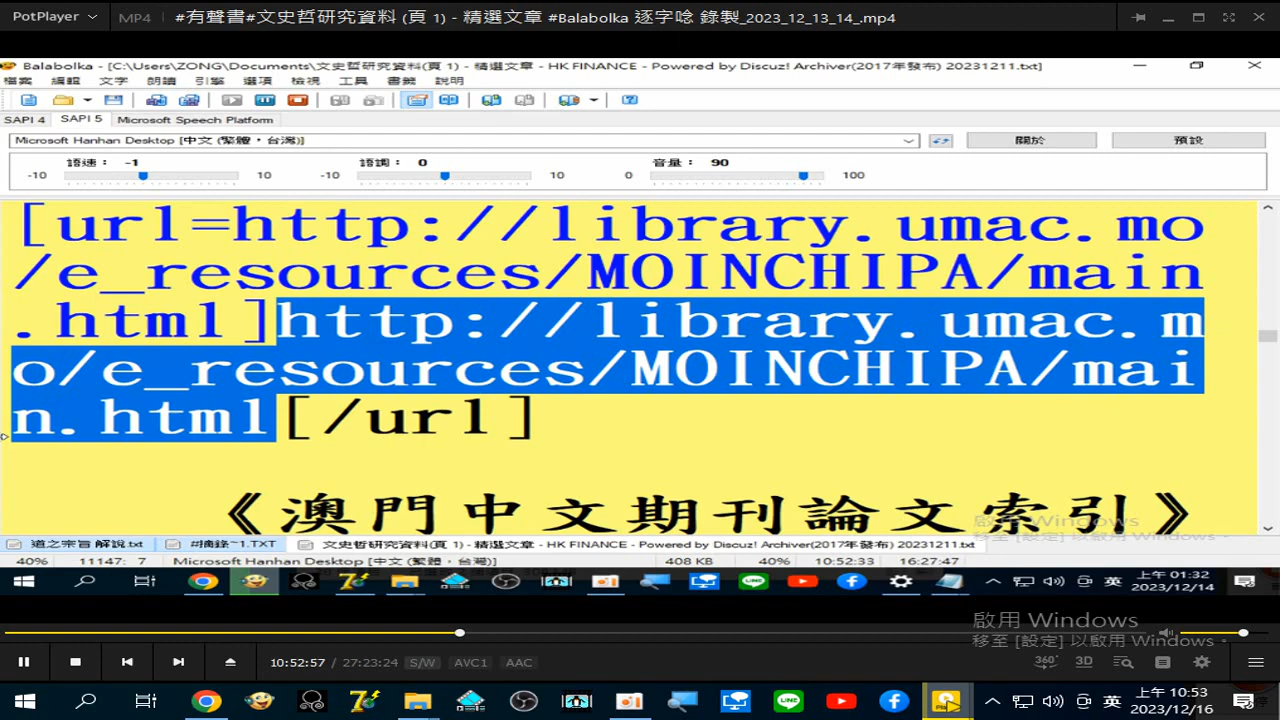 PotPlayer MP4 #有聲書#文史哲研究資料 (頁 1) - 精選文章 #Balabolka 逐字唸 錄製_2023_12_13_14_.mp4
Balabolka - [C:\Users\ZONG\Documents\文史哲研究資料(頁 1) - 精選文章 - HK FINANCE - Powered by Discuz! Archiver(2017年發布) 20231211.txt]
檔案 編輯 文字 朗讀 引擎 選項 檢視 工具 書籤 說明
SAPI 4 SAPI 5 Microsoft Speech Platform
Microsoft Hanhan Desktop [中文 (繁體，台灣)] 關於 預設
語速： -1 語調： 0 音量： 90
-10 10 -10 10 0 100
[url=http://library.umac.mo
/e_resources/MOINCHIPA/main
.html]http://library.umac.m
o/e_resources/MOINCHIPA/mai
n.html[/url]
《澳門中文期刊論文索引》
啟用 Windows
移至 [設定] 以啟用 Windows。
道之宗旨 解說.txt #摘錄~1.TXT 文史哲研究資料(頁 1) - 精選文章 - HK FINANCE - Powered by Discuz! Archiver(2017年發布) 20231211.txt
40% 11147: 7 Microsoft Hanhan Desktop [中文 (繁體，台灣)] 408 KB 40% 10:52:33 16:27:47
英 上午 01:32
2023/12/14
啟用 Windows
移至 [設定] 以啟用 Windows。
10:52:57 / 27:23:24 S/W AVC1 AAC 360° 3D
英 上午 10:53
2023/12/16